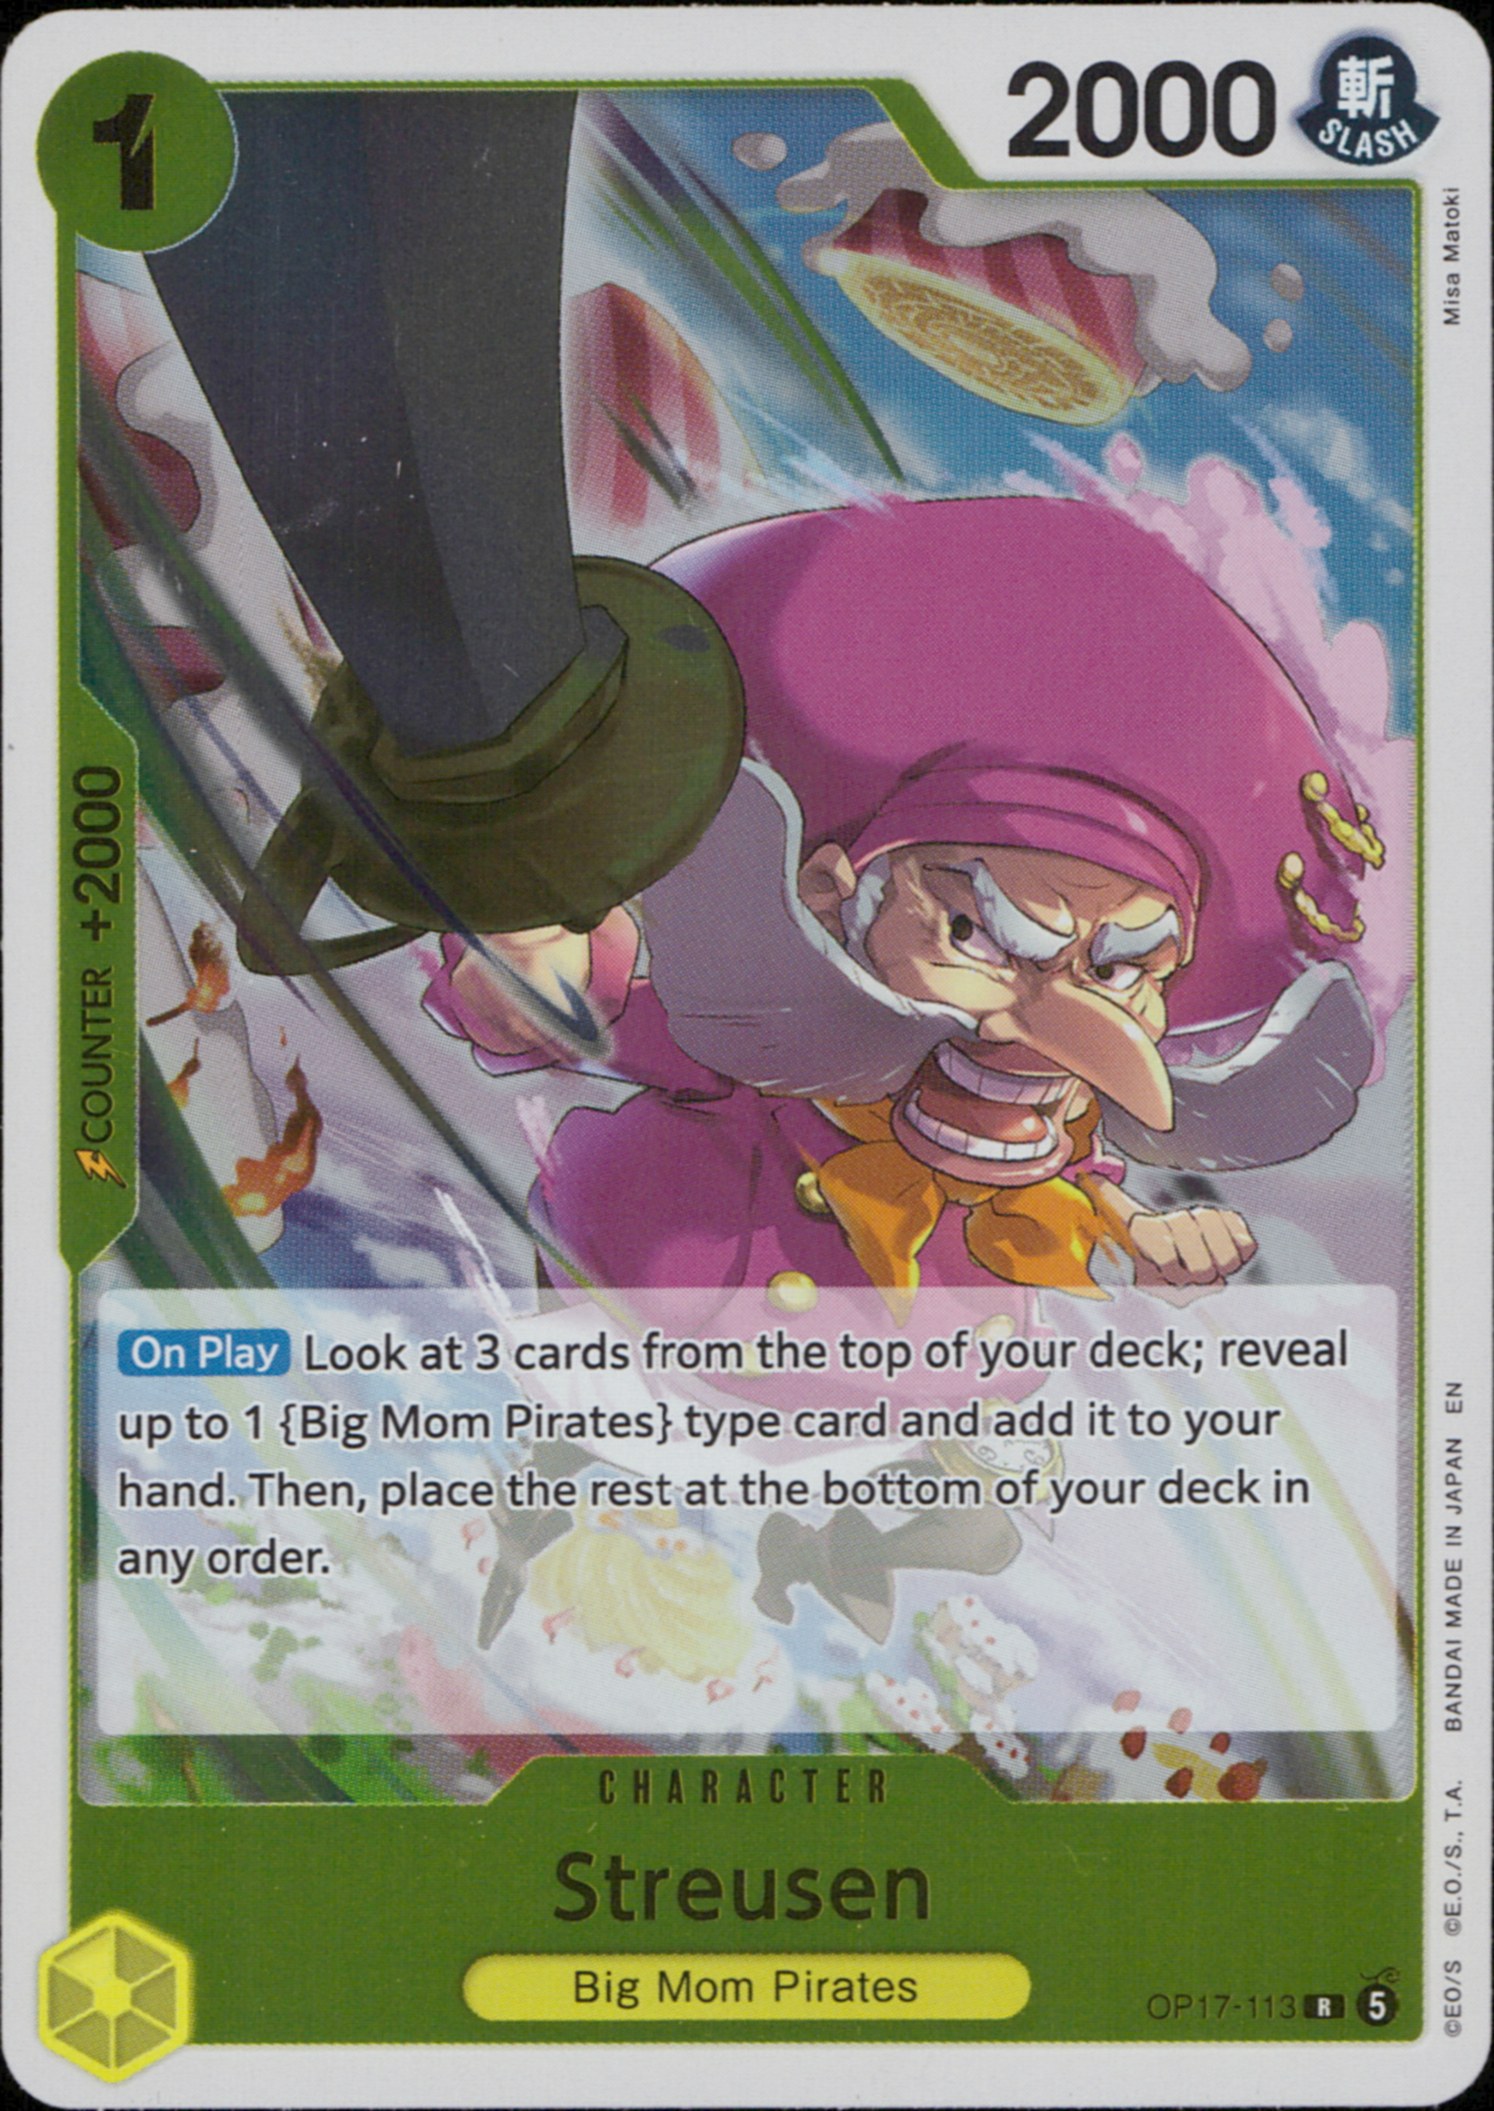 1
2000
斬
SLASH
Misa Matoki
COUNTER +2000
On Play Look at 3 cards from the top of your deck; reveal
up to 1 {Big Mom Pirates} type card and add it to your
hand. Then, place the rest at the bottom of your deck in
any order.
CHARACTER
Streusen
Big Mom Pirates
OP17-113 R 5
©EO/S ©E.O./S., T.A. BANDAI MADE IN JAPAN EN